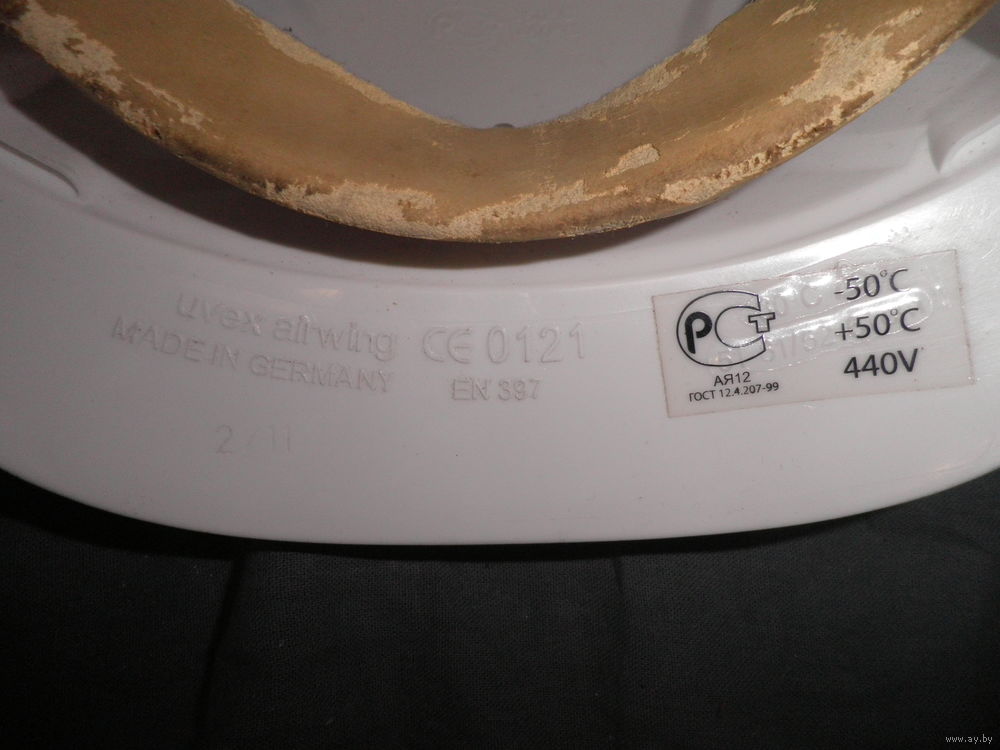 uvex airwing
MADE IN GERMANY
2 / 11
CE 0121
EN 397
РСТ
АЯ12
ГОСТ 12.4.207-99
-50°C
+50°C
440V
www.ay.by